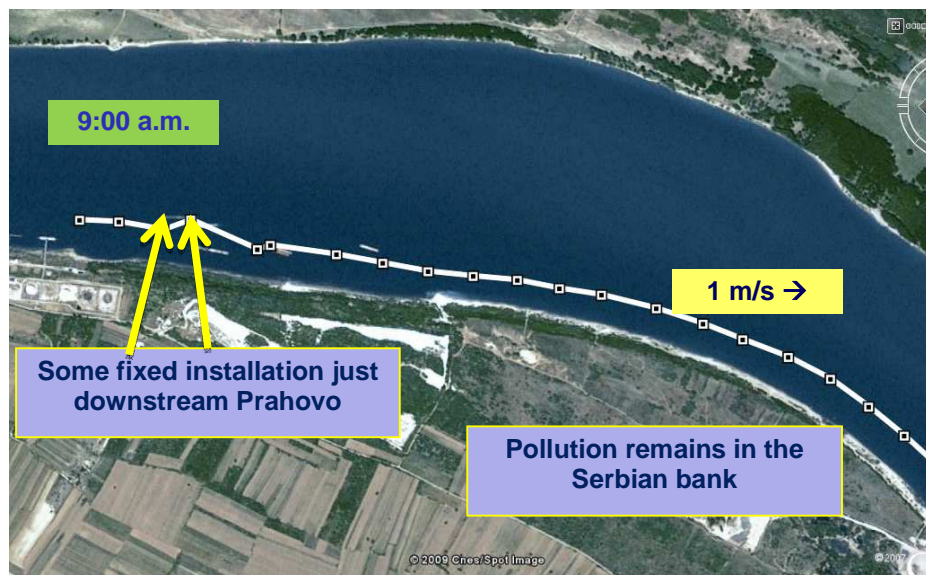 9:00 a.m.
1 m/s →
Some fixed installation just
downstream Prahovo
Pollution remains in the
Serbian bank
© 2009 Cnes/Spot Image
© 2007